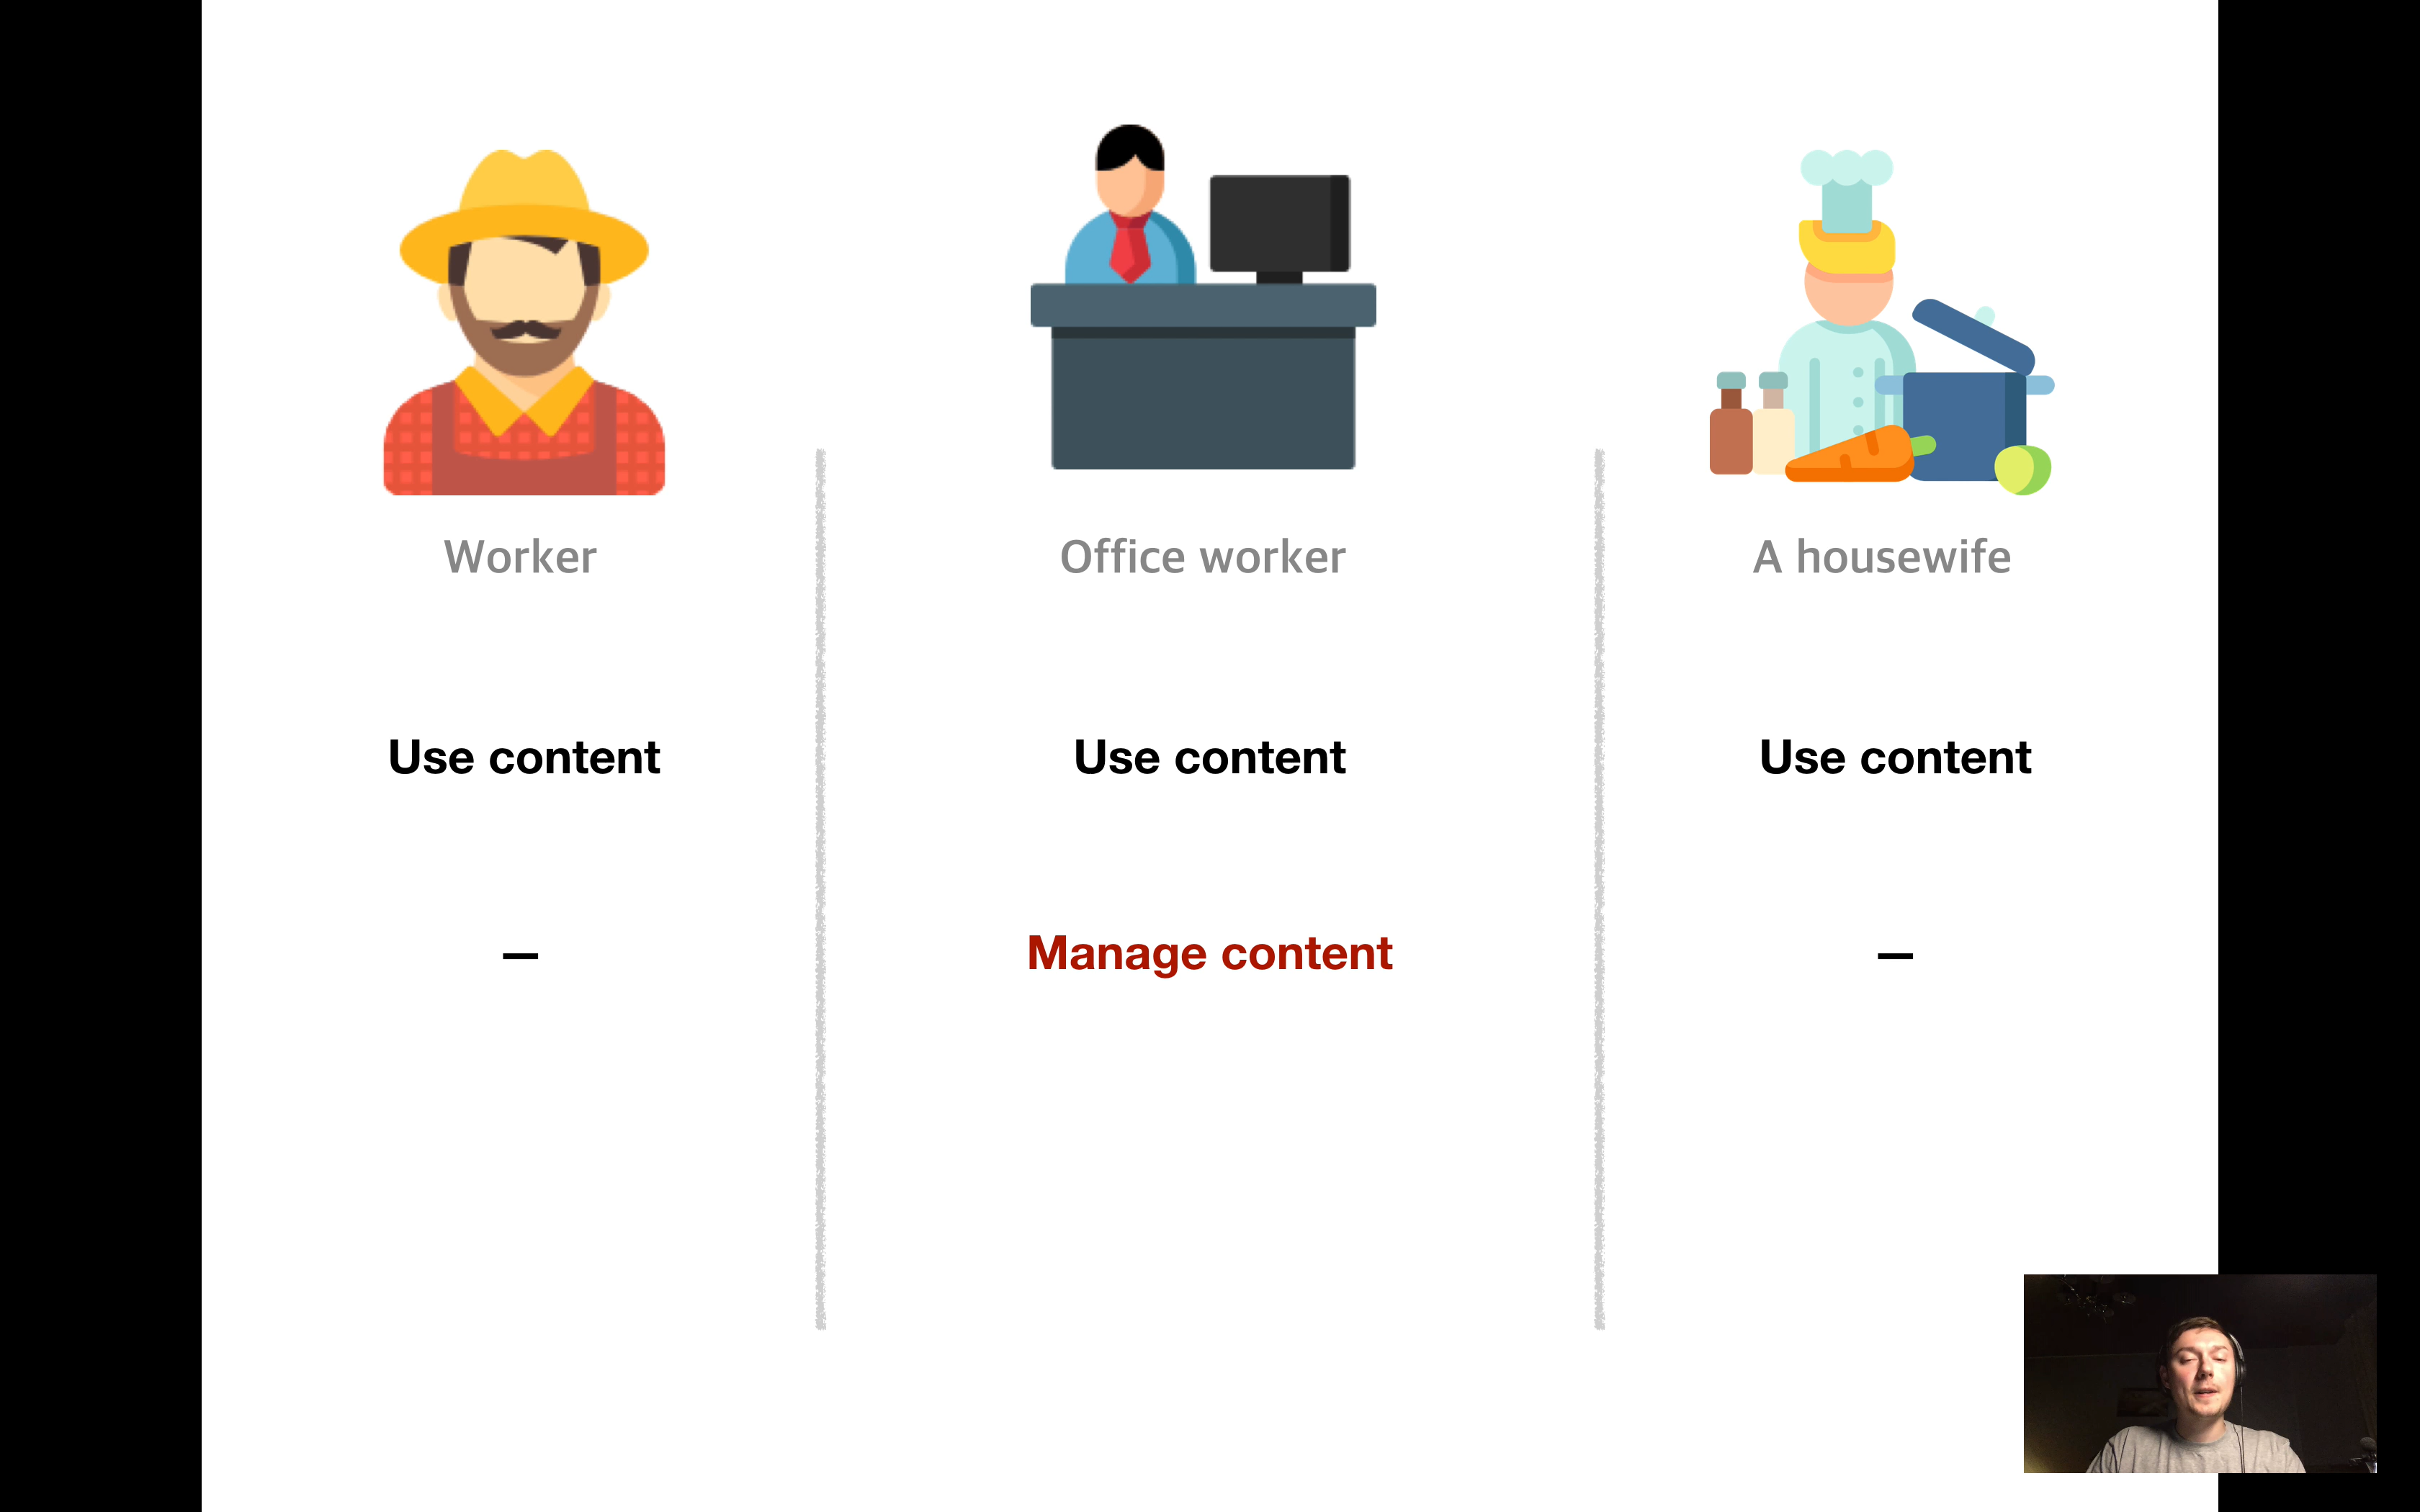 Worker
Office worker
A housewife
Use content
Use content
Use content
—
Manage content
—